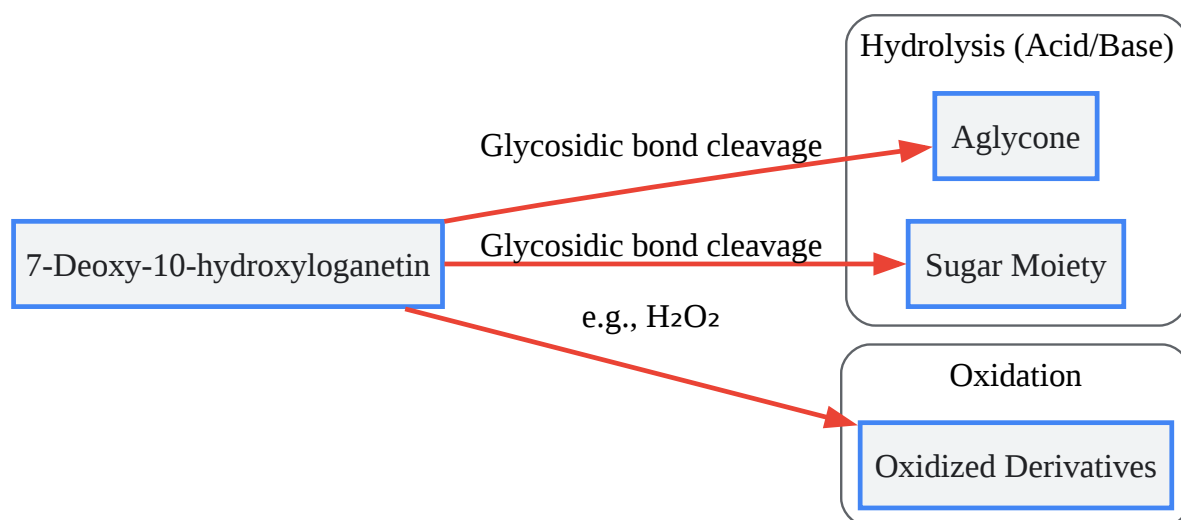 Hydrolysis (Acid/Base)
Glycosidic bond cleavage
Aglycone
7-Deoxy-10-hydroxyloganetin
Glycosidic bond cleavage
Sugar Moiety
e.g., H₂O₂
Oxidation
Oxidized Derivatives